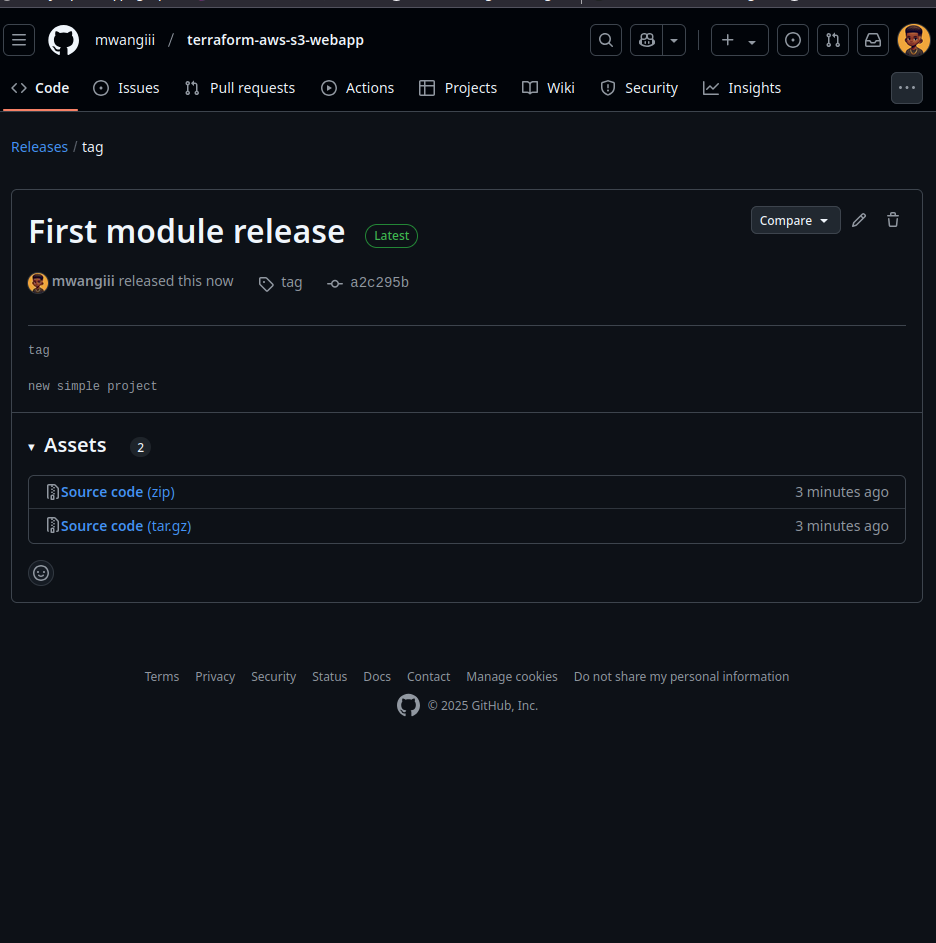 mwangiii / terraform-aws-s3-webapp
Code Issues Pull requests Actions Projects Wiki Security Insights
Releases / tag
First module release Latest
Compare
mwangiii released this now tag a2c295b
tag
new simple project
Assets 2
Source code (zip) 3 minutes ago
Source code (tar.gz) 3 minutes ago
Terms Privacy Security Status Docs Contact Manage cookies Do not share my personal information
© 2025 GitHub, Inc.